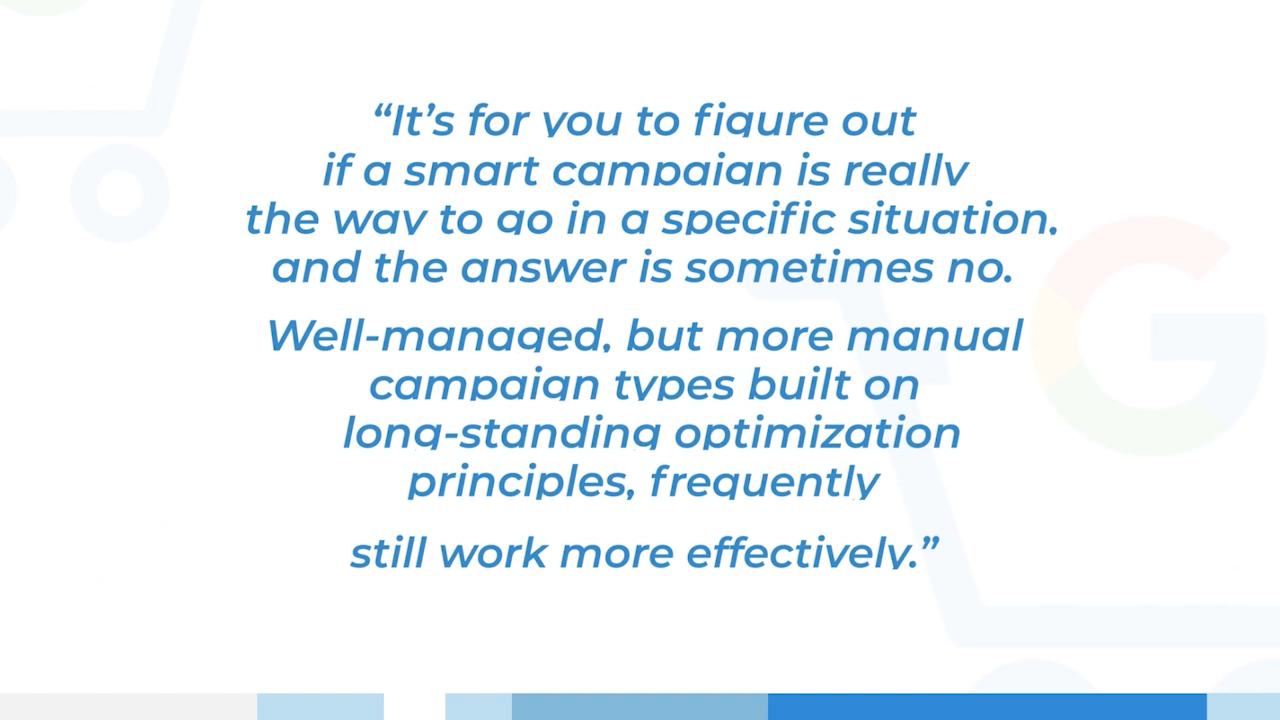 “It’s for you to figure out
if a smart campaign is really
the way to go in a specific situation,
and the answer is sometimes no.
Well-managed, but more manual
campaign types built on
long-standing optimization
principles, frequently
still work more effectively.”